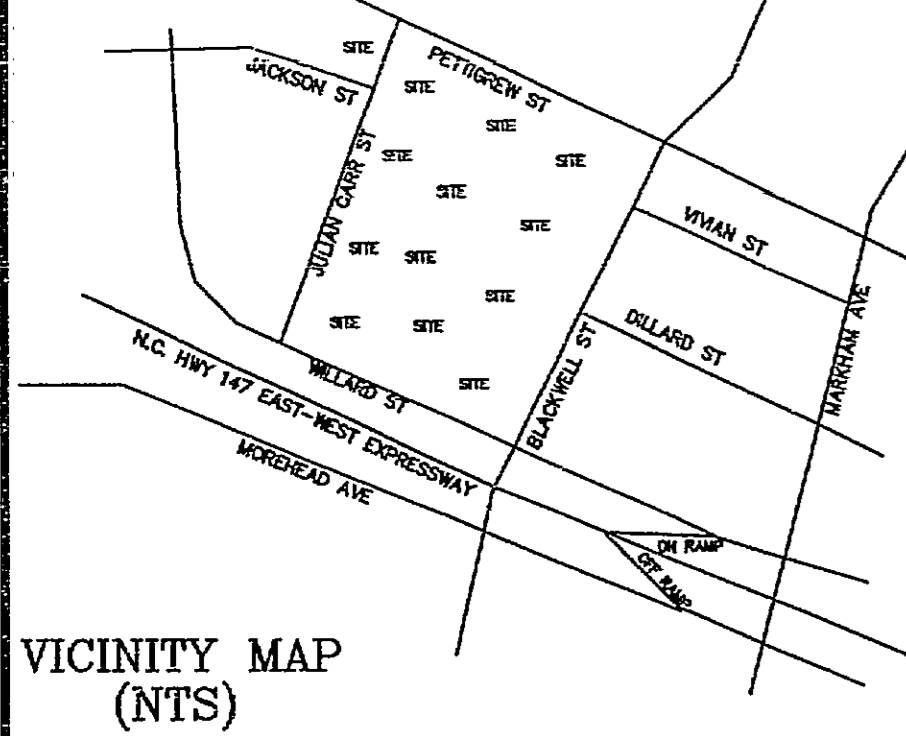 SITE
PETTIGREW ST
JACKSON ST
SITE
SITE
SITE
SITE
JULIAN CARR ST
SITE
SITE
VIVIAN ST
SITE
SITE
SITE
MARKHAM AVE
SITE
SITE
DILLARD ST
N.C. HWY 147 EAST-WEST EXPRESSWAY
WILLARD ST
SITE
BLACKWELL ST
MOREHEAD AVE
ON RAMP
OFF RAMP
VICINITY MAP
(NTS)